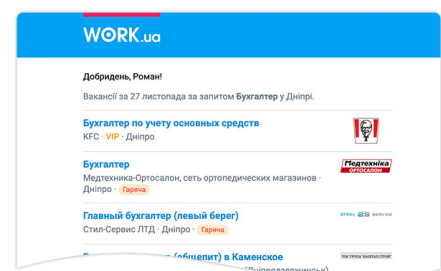 WORK.ua
Добридень, Роман!
Вакансії за 27 листопада за запитом Бухгалтер у Дніпрі.
Бухгалтер по учету основных средств
KFC · VIP · Дніпро
Бухгалтер
Медтехніка
ОРТОСАЛОН
Медтехника-Ортосалон, сеть ортопедических магазинов ·
Дніпро · Гаряча
Главный бухгалтер (левый берег)
STEEL SERVICE
Стил-Сервис ЛТД · Дніпро · Гаряча
(общепит) в Каменское